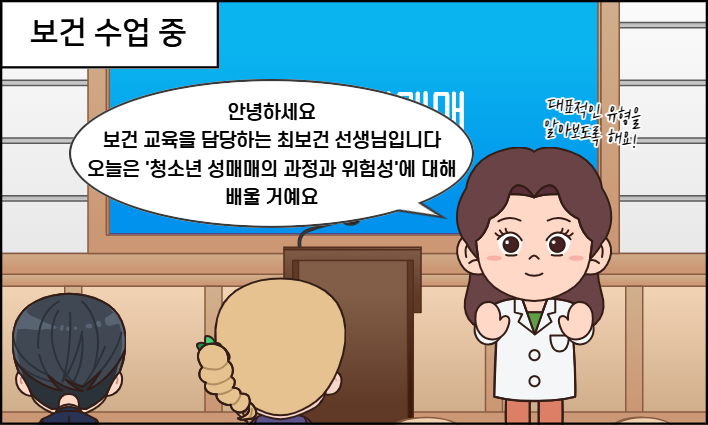 보건 수업 중
매매
안녕하세요
보건 교육을 담당하는 최보건 선생님입니다
오늘은 '청소년 성매매의 과정과 위험성'에 대해
배울 거예요
대표적인 유형을
알아보도록 해요!